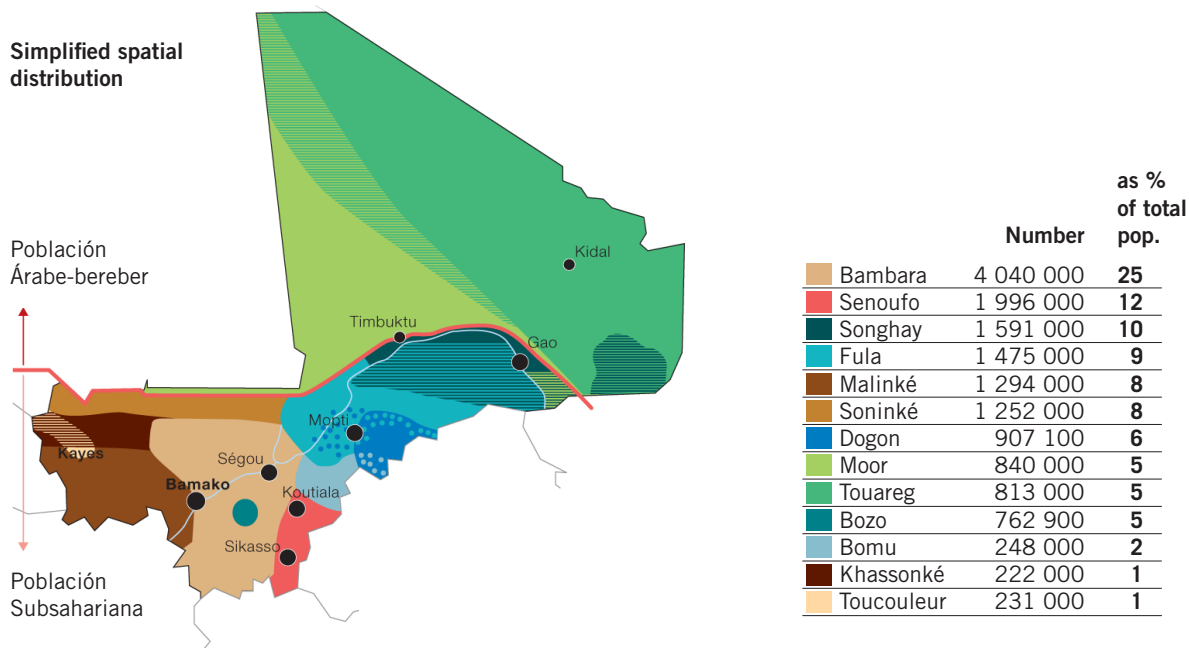 Simplified spatial
distribution
Población
Árabe-bereber
Población
Subsahariana
Kidal
Timbuktu
Gao
Mopti
Kayes
Ségou
Bamako
Koutiala
Sikasso
as %
of total
Number pop.
Bambara 4 040 000 25
Senoufo 1 996 000 12
Songhay 1 591 000 10
Fula 1 475 000 9
Malinké 1 294 000 8
Soninké 1 252 000 8
Dogon 907 100 6
Moor 840 000 5
Touareg 813 000 5
Bozo 762 900 5
Bomu 248 000 2
Khassonké 222 000 1
Toucouleur 231 000 1